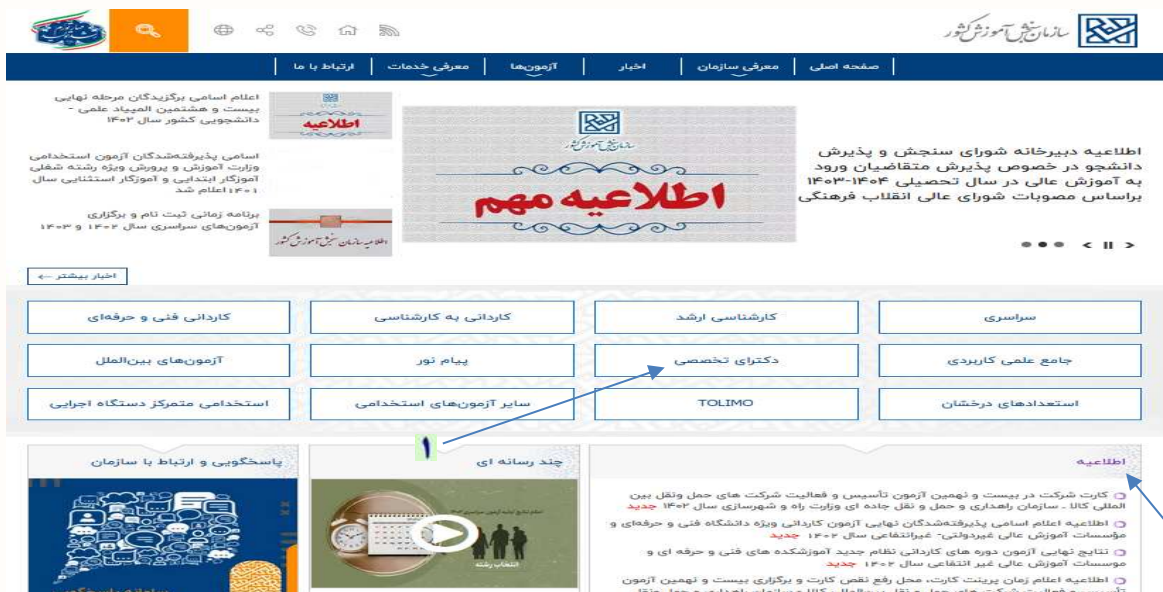 سازمان سنجش آموزش کشور
صفحه اصلی
معرفی سازمان
اخبار
آزمون‌ها
معرفی خدمات
ارتباط با ما
اطلاعیه دبیرخانه شورای سنجش و پذیرش
دانشجو در خصوص پذیرش متقاضیان ورود
به آموزش عالی در سال تحصیلی ۱۴۰۴-۱۴۰۳
براساس مصوبات شورای عالی انقلاب فرهنگی
سازمان سنجش آموزش کشور
اطلاعیه مهم
اطلاعیه
اعلام اسامی برگزیدگان مرحله نهایی
بیست و هشتمین المپیاد علمی -
دانشجویی کشور سال ۱۴۰۲
اسامی پذیرفته‌شدگان آزمون استخدامی
وزارت آموزش و پرورش ویژه رشته شغلی
آموزگار ابتدایی و آموزگار استثنایی سال
۱۴۰۱ اعلام شد
برنامه زمانی ثبت نام و برگزاری
آزمون‌های سراسری سال ۱۴۰۲ و ۱۴۰۳
اطلاعیه سازمان سنجش آموزش کشور
اخبار بیشتر
سراسری
کارشناسی ارشد
کاردانی به کارشناسی
کاردانی فنی و حرفه‌ای
جامع علمی کاربردی
دکترای تخصصی
پیام نور
آزمون‌های بین‌الملل
استعدادهای درخشان
TOLIMO
سایر آزمون‌های استخدامی
استخدامی متمرکز دستگاه اجرایی
۱
اطلاعیه
چند رسانه ای
پاسخگویی و ارتباط با سازمان
کارت شرکت در بیست و نهمین آزمون تأسیس و فعالیت شرکت های حمل ونقل بین
المللی کالا ـ سازمان راهداری و حمل و نقل جاده ای وزارت راه و شهرسازی سال ۱۴۰۲ جدید
اطلاعیه اعلام اسامی پذیرفته‌شدگان نهایی آزمون کاردانی ویژه دانشگاه فنی و حرفه‌ای و
مؤسسات آموزش عالی غیردولتی- غیرانتفاعی سال ۱۴۰۲ جدید
نتایج نهایی آزمون دوره های کاردانی نظام جدید آموزشکده های فنی و حرفه ای و
موسسات آموزش عالی غیر انتفاعی سال ۱۴۰۲ جدید
اطلاعیه اعلام زمان پرینت کارت، محل رفع نقص کارت و برگزاری بیست و نهمین آزمون
انتخاب رشته